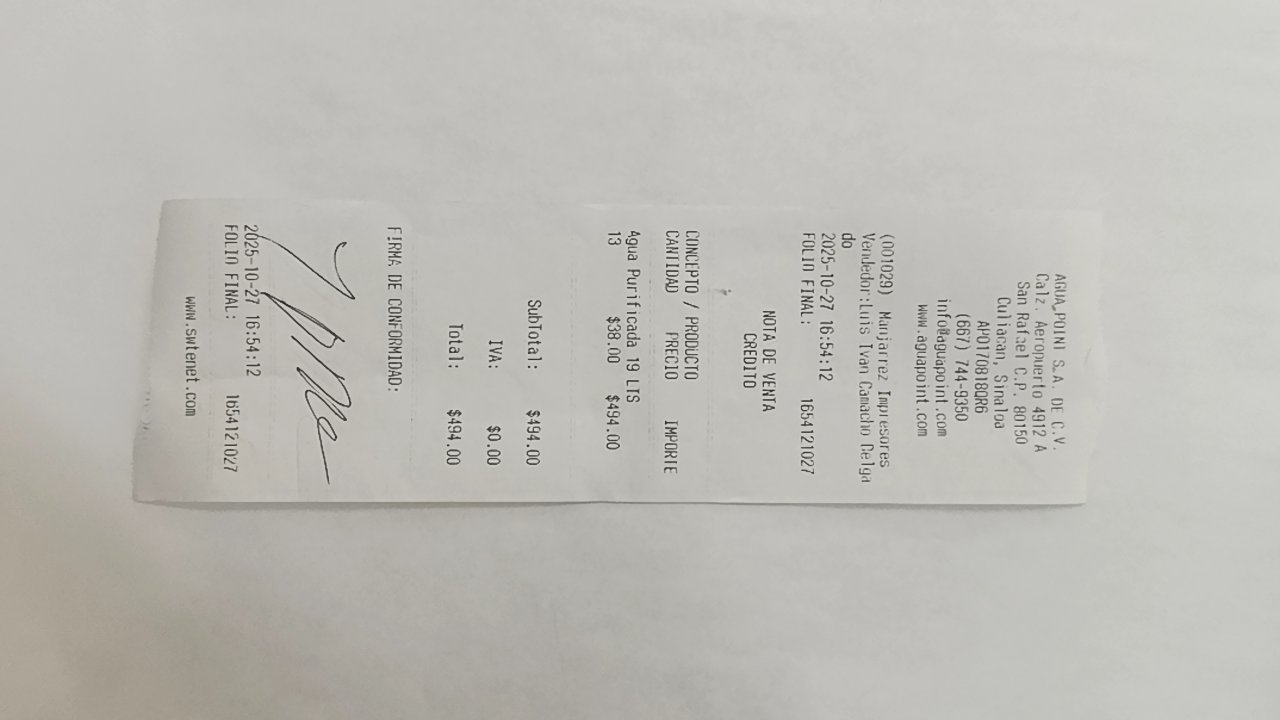 AGUA POINT S.A. DE C.V.
Calz. Aeropuerto 4912 A
San Rafael C.P. 80150
Culiacan, Sinaloa
APO170818QR6
(667) 744-9350
info@aguapoint.com
www.aguapoint.com
(001029) Manjarrez Impresores
Vendedor:Luis Ivan Camacho Delga
do
2025-10-27 16:54:12
FOLIO FINAL: 1654121027
NOTA DE VENTA
CREDITO
CONCEPTO / PRODUCTO
CANTIDAD PRECIO IMPORTE
Agua Purificada 19 LTS
13 $38.00 $494.00
SubTotal: $494.00
IVA: $0.00
Total: $494.00
FIRMA DE CONFORMIDAD:
2025-10-27 16:54:12
FOLIO FINAL: 1654121027
www.swtenet.com